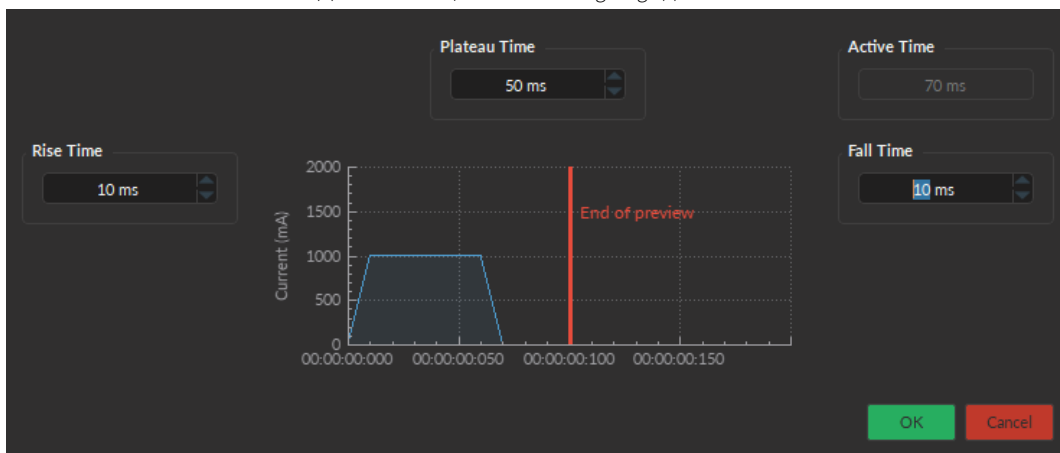 Plateau Time
50 ms
Active Time
70 ms
Rise Time
10 ms
Fall Time
10 ms
2000
1500
1000
500
0
Current (mA)
End of preview
00:00:00:000 00:00:00:050 00:00:00:100 00:00:00:150
OK Cancel